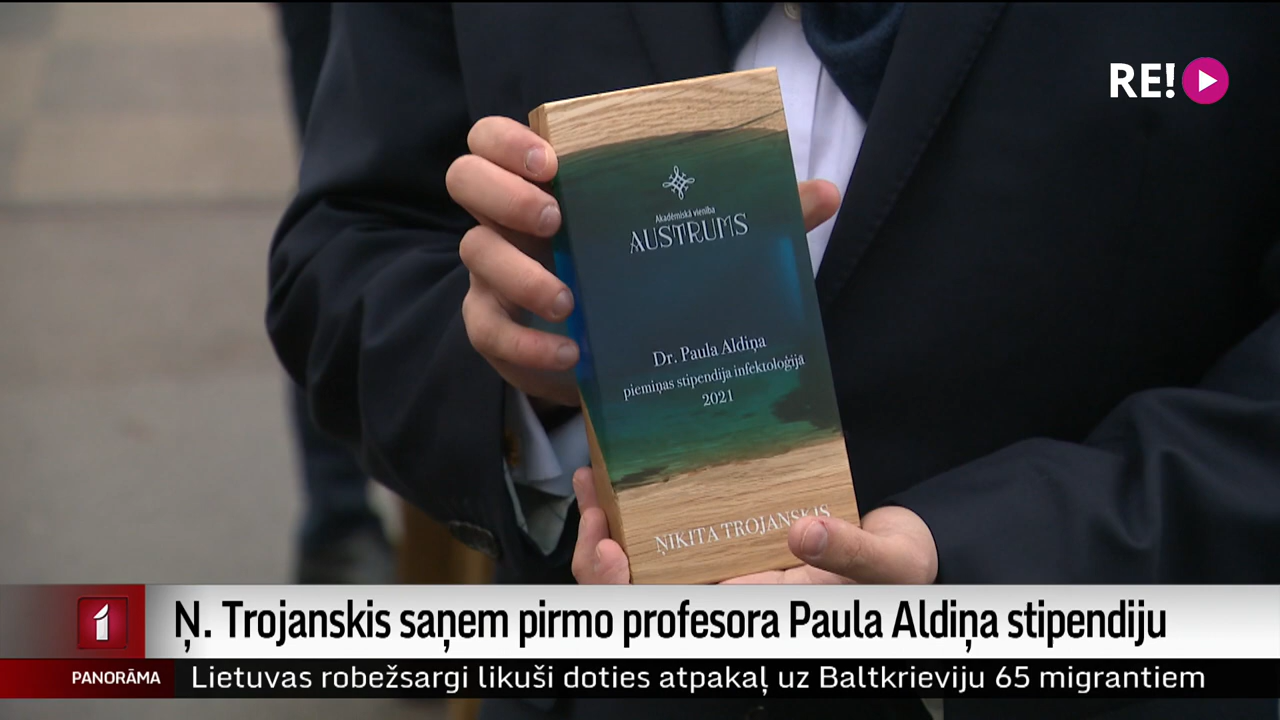 RE!
Akadēmiskā vienība
AUSTRUMS
Dr. Paula Aldiņa
piemiņas stipendija infektoloģijā
2021
ŅIKITA TROJANSKIS
1
Ņ. Trojanskis saņem pirmo profesora Paula Aldiņa stipendiju
PANORĀMA
Lietuvas robežsargi likuši doties atpakaļ uz Baltkrieviju 65 migrantiem